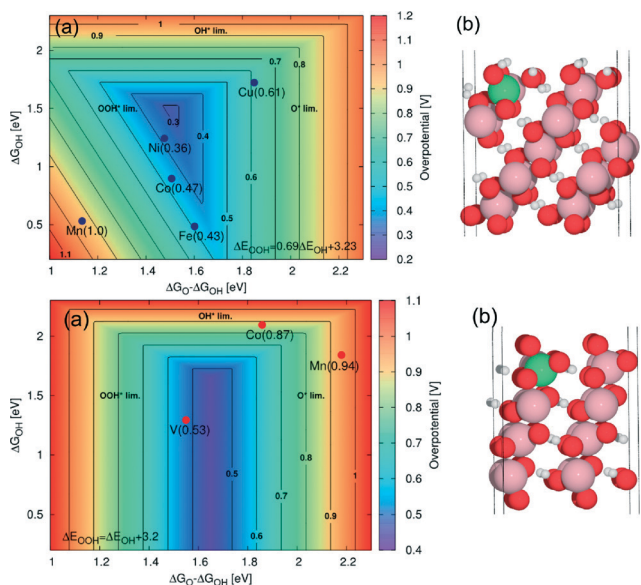 (a)
(b)
OH* lim.
OOH* lim.
O* lim.
1
0.9
0.8
0.7
0.6
0.5
0.4
0.3
1.1
Cu(0.61)
Ni(0.36)
Co(0.47)
Fe(0.43)
Mn(1.0)
ΔE_OOH=0.69ΔE_OH+3.23
2
1.5
1
0.5
ΔG_OH [eV]
1 1.2 1.4 1.6 1.8 2 2.2
ΔG_O-ΔG_OH [eV]
1.2
1.1
1.0
0.9
0.8
0.7
0.6
0.5
0.4
0.3
0.2
Overpotential [V]
(a)
(b)
OH* lim.
OOH* lim.
O* lim.
Co(0.87)
Mn(0.94)
V(0.53)
0.5
0.6
0.7
0.8
0.9
1
ΔE_OOH=ΔE_OH+3.2
2
1.5
1
0.5
ΔG_OH [eV]
1 1.2 1.4 1.6 1.8 2 2.2
ΔG_O-ΔG_OH [eV]
1.1
1.0
0.9
0.8
0.7
0.6
0.5
0.4
Overpotential [V]